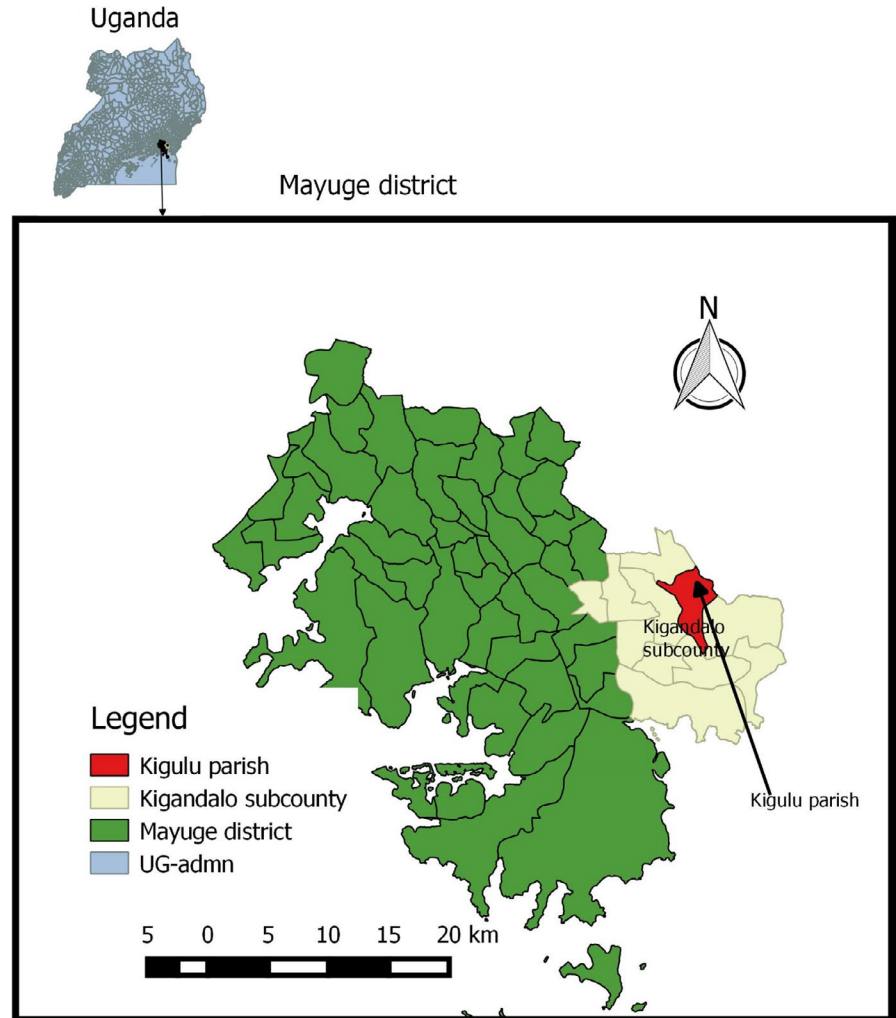 Uganda
Mayuge district
N
Kigandalo
subcounty
Kigulu parish
Legend
Kigulu parish
Kigandalo subcounty
Mayuge district
UG-admn
5 0 5 10 15 20 km